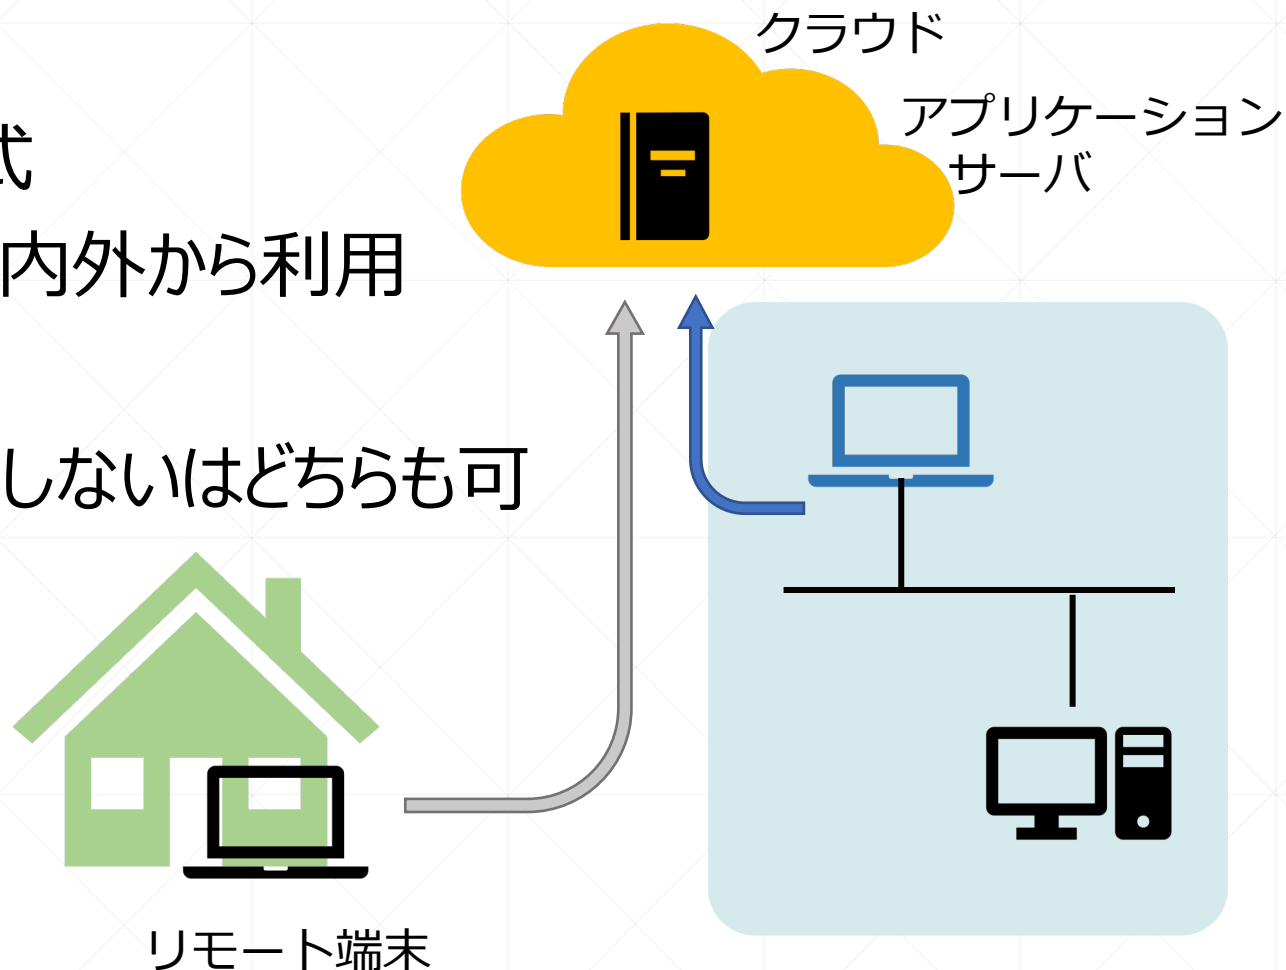 クラウド
アプリケーション
サーバ
式
内外から利用
しないはどちらも可
リモート端末